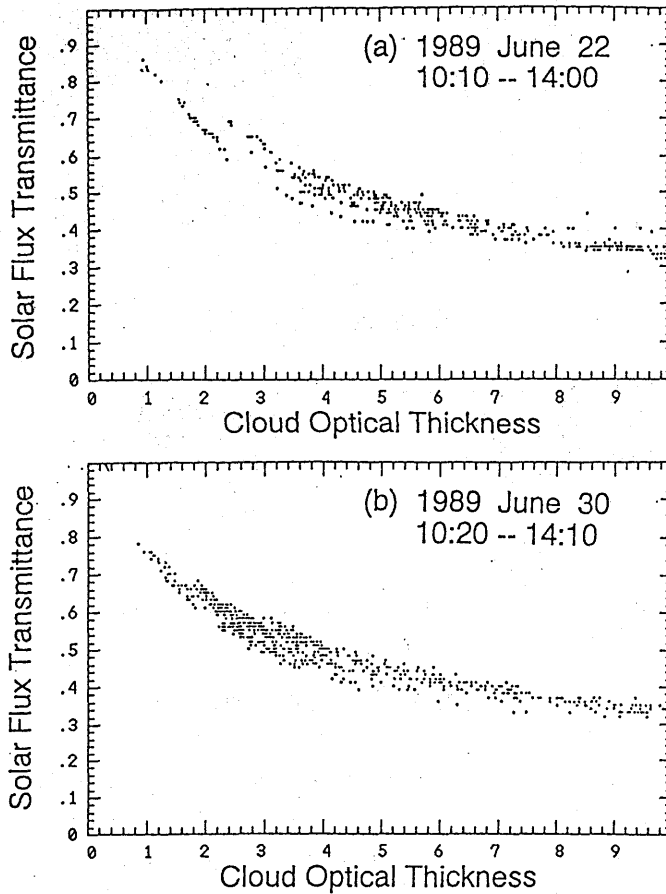 (a) 1989 June 22
10:10 -- 14:00
Solar Flux Transmittance
.9
.8
.7
.6
.5
.4
.3
.2
.1
0
0 1 2 3 4 5 6 7 8 9
Cloud Optical Thickness
(b) 1989 June 30
10:20 -- 14:10
Solar Flux Transmittance
.9
.8
.7
.6
.5
.4
.3
.2
.1
0
0 1 2 3 4 5 6 7 8 9
Cloud Optical Thickness